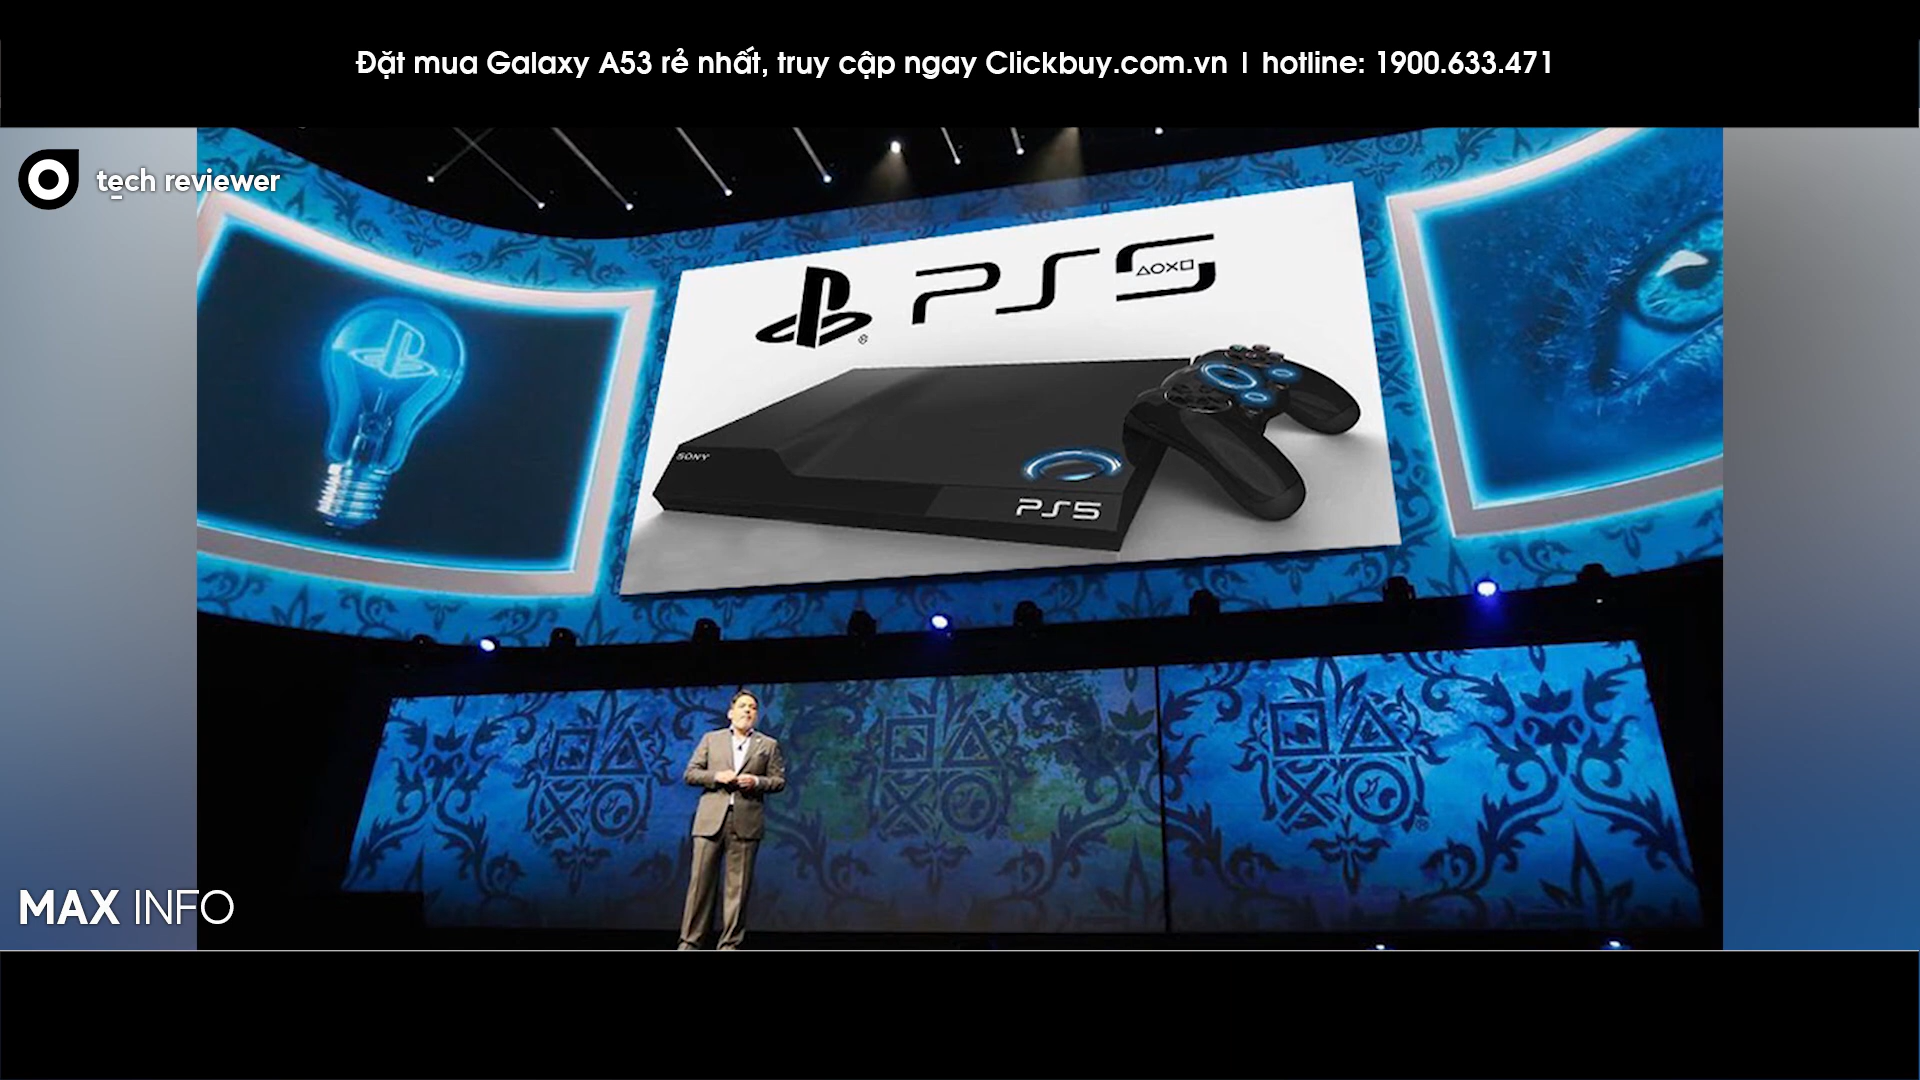 Đặt mua Galaxy A53 rẻ nhất, truy cập ngay Clickbuy.com.vn | hotline: 1900.633.471
tech reviewer
PS5
®
SONY
PS5
MAX INFO